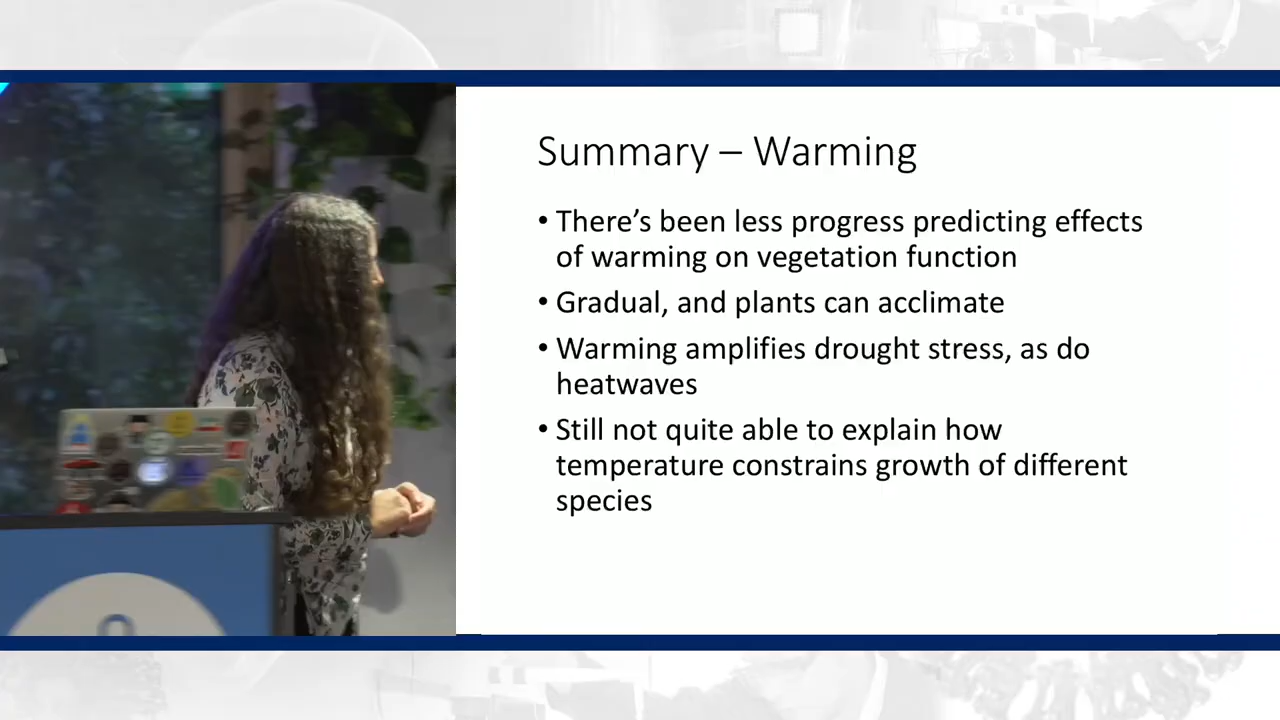 Summary – Warming
• There's been less progress predicting effects
of warming on vegetation function
• Gradual, and plants can acclimate
• Warming amplifies drought stress, as do
heatwaves
• Still not quite able to explain how
temperature constrains growth of different
species